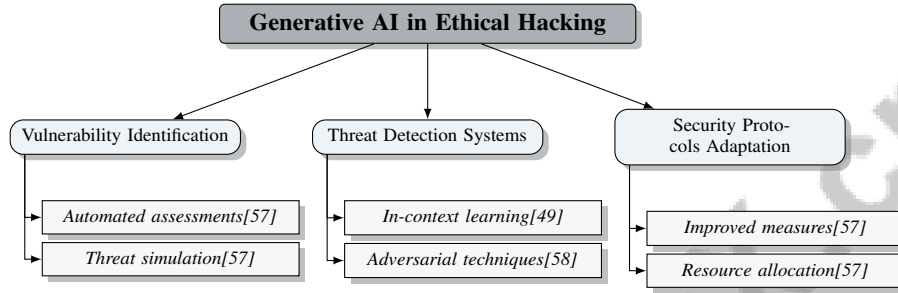 Generative AI in Ethical Hacking
Vulnerability Identification
Threat Detection Systems
Security Proto-
cols Adaptation
Automated assessments[57]
Threat simulation[57]
In-context learning[49]
Adversarial techniques[58]
Improved measures[57]
Resource allocation[57]